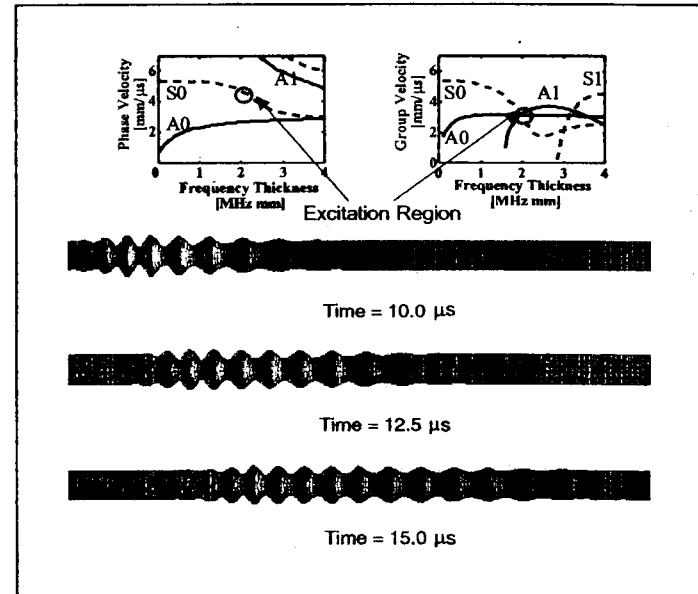 Phase Velocity
[mm/µs]
6
4
2
S0
A0
A1
0 1 2 3 4
Frequency Thickness
[MHz mm]
Group Velocity
[mm/µs]
6
4
2
0
S0
A0
A1
S1
0 1 2 3 4
Frequency Thickness
[MHz mm]
Excitation Region
Time = 10.0 µs
Time = 12.5 µs
Time = 15.0 µs